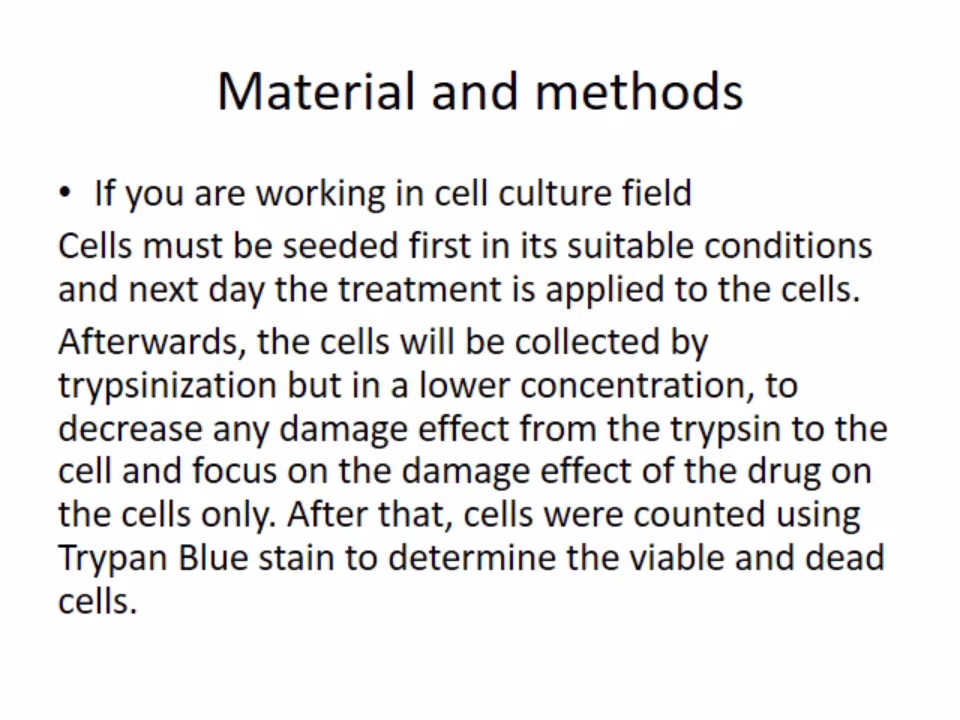 Material and methods
• If you are working in cell culture field
Cells must be seeded first in its suitable conditions
and next day the treatment is applied to the cells.
Afterwards, the cells will be collected by
trypsinization but in a lower concentration, to
decrease any damage effect from the trypsin to the
cell and focus on the damage effect of the drug on
the cells only. After that, cells were counted using
Trypan Blue stain to determine the viable and dead
cells.